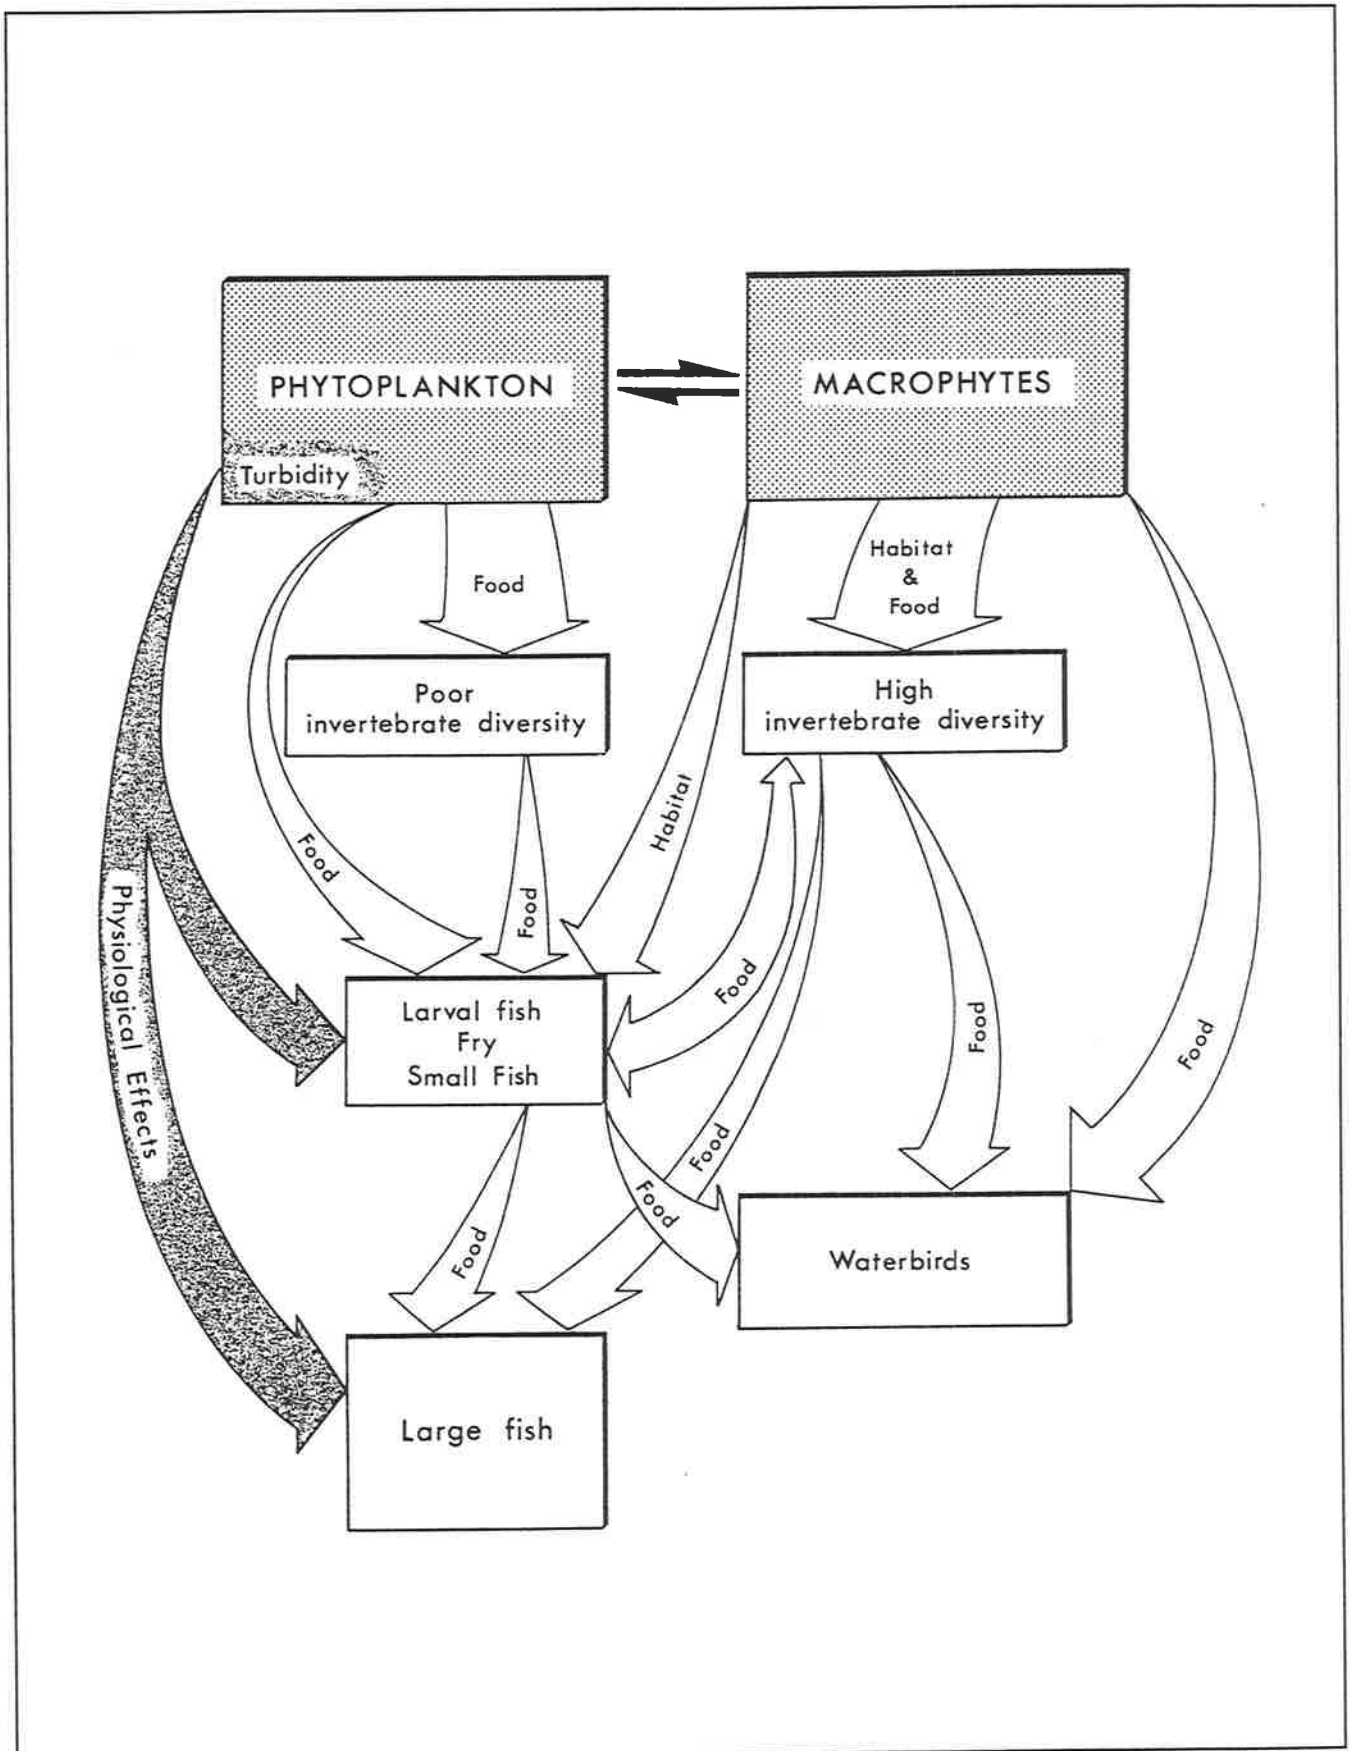 PHYTOPLANKTON
MACROPHYTES
Turbidity
Food
Habitat
&
Food
Poor
invertebrate diversity
High
invertebrate diversity
Food
Food
Habitat
Food
Food
Food
Physiological Effects
Larval fish
Fry
Small Fish
Food
Food
Food
Waterbirds
Large fish